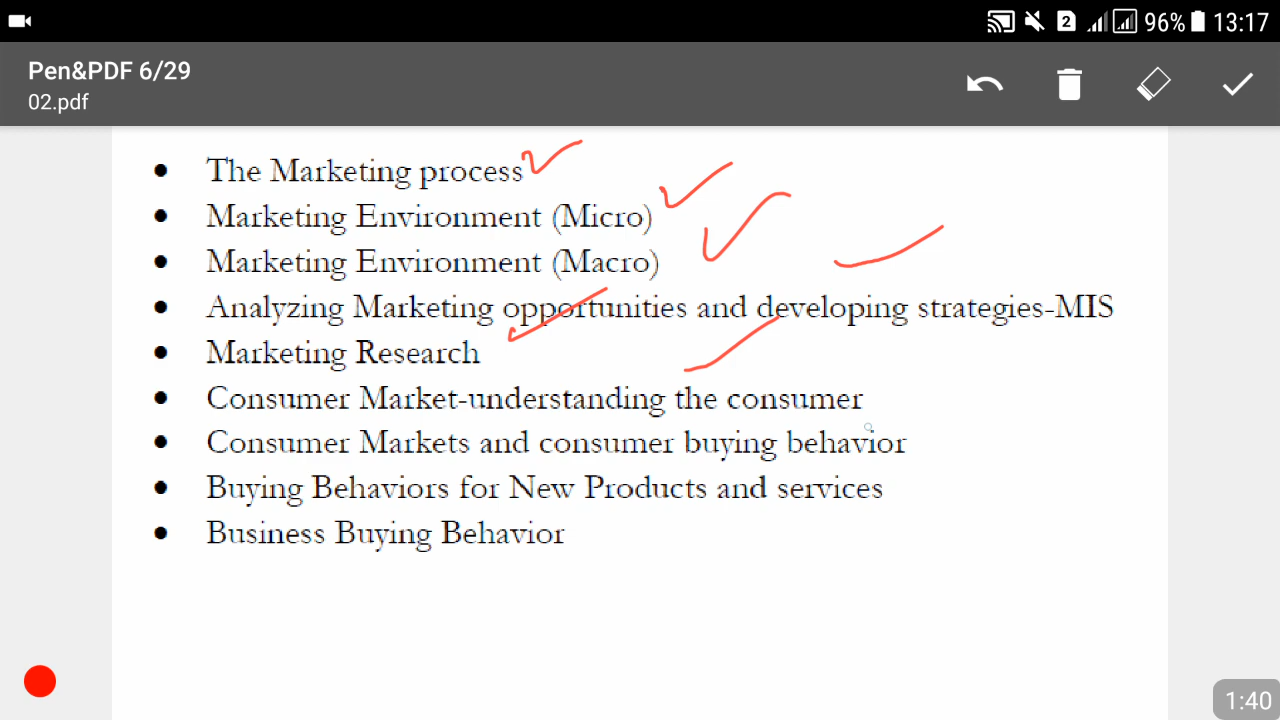 2 96% 13:17
Pen&PDF 6/29
02.pdf
• The Marketing process
• Marketing Environment (Micro)
• Marketing Environment (Macro)
• Analyzing Marketing opportunities and developing strategies-MIS
• Marketing Research
• Consumer Market-understanding the consumer
• Consumer Markets and consumer buying behavior
• Buying Behaviors for New Products and services
• Business Buying Behavior
1:40